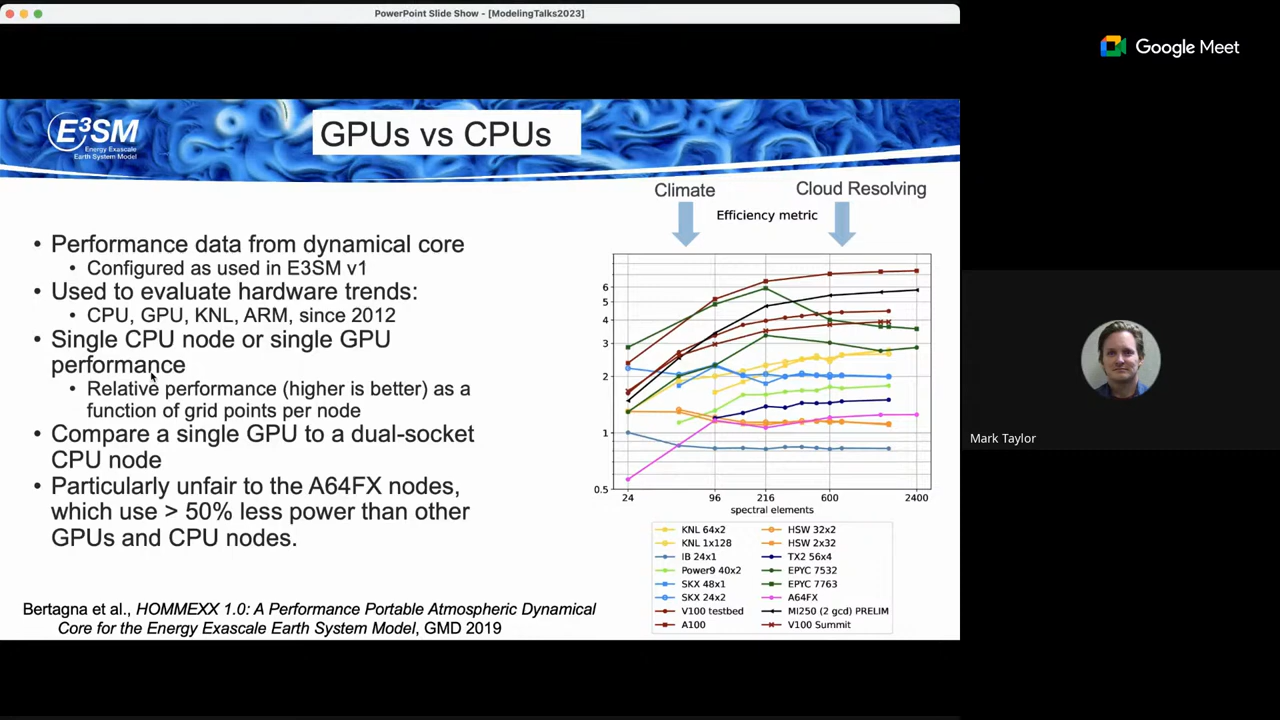 PowerPoint Slide Show - [ModelingTalks2023]
Google Meet
E³SM
Energy Exascale
Earth System Model
GPUs vs CPUs
• Performance data from dynamical core
• Configured as used in E3SM v1
• Used to evaluate hardware trends:
• CPU, GPU, KNL, ARM, since 2012
• Single CPU node or single GPU
performance
• Relative performance (higher is better) as a
function of grid points per node
• Compare a single GPU to a dual-socket
CPU node
• Particularly unfair to the A64FX nodes,
which use > 50% less power than other
GPUs and CPU nodes.
Bertagna et al., HOMMEXX 1.0: A Performance Portable Atmospheric Dynamical
Core for the Energy Exascale Earth System Model, GMD 2019
Climate
Cloud Resolving
Efficiency metric
6
5
4
3
2
1
0.5
24 96 216 600 2400
spectral elements
KNL 64x2 HSW 32x2
KNL 1x128 HSW 2x32
IB 24x1 TX2 56x4
Power9 40x2 EPYC 7532
SKX 48x1 EPYC 7763
SKX 24x2 A64FX
V100 testbed MI250 (2 gcd) PRELIM
A100 V100 Summit
Mark Taylor